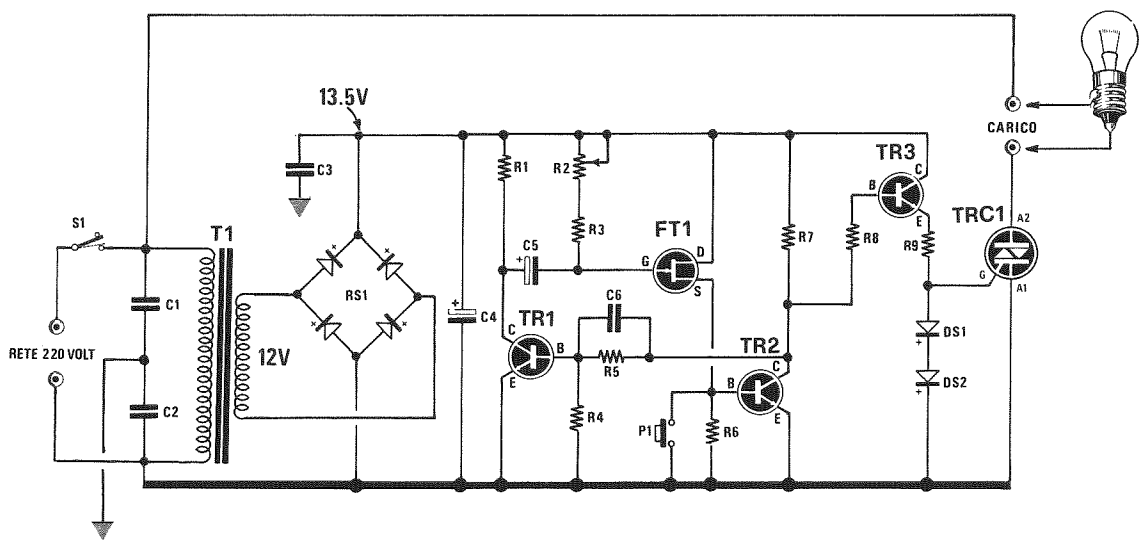 13.5V
CARICO
C3
R1
R2
TR3
C
B
E
S1
T1
R3
FT1
R7
R8
R9
TRC1
A2
G
A1
C5
+
G
D
S
RS1
+
+
+
+
C1
C6
+
C4
TR1
C
B
E
TR2
C
B
E
DS1
+
RETE 220 VOLT
12V
R5
DS2
+
C2
R4
P1
R6